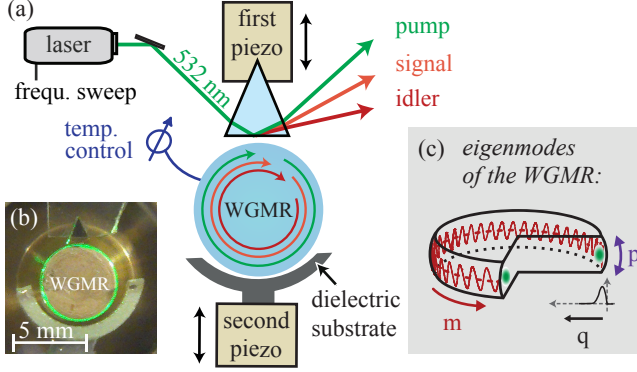 (a)
laser
frequ. sweep
532 nm
first
piezo
pump
signal
idler
temp.
control
WGMR
dielectric
substrate
second
piezo
(b)
WGMR
5 mm
(c)
eigenmodes
of the WGMR:
p
m
q